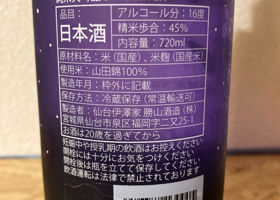 品目： アルコール分：16度
日本酒 精米歩合：45%
内容量：720ml
原材料名：米（国産）、米麹（国産米）
使用米：山田錦100%
製造年月：枠外に記載
保存方法：冷蔵保存（常温輸送可）
製造者：仙台伊澤家 勝山酒造（株）
宮城県仙台市泉区福岡字二又25-1
お酒は20歳を過ぎてから
妊娠中や授乳期の飲酒はお控えください
開栓には十分にお気をつけください
開栓後は瓶を立てて保存してください
飲酒運転は法律で禁止されています